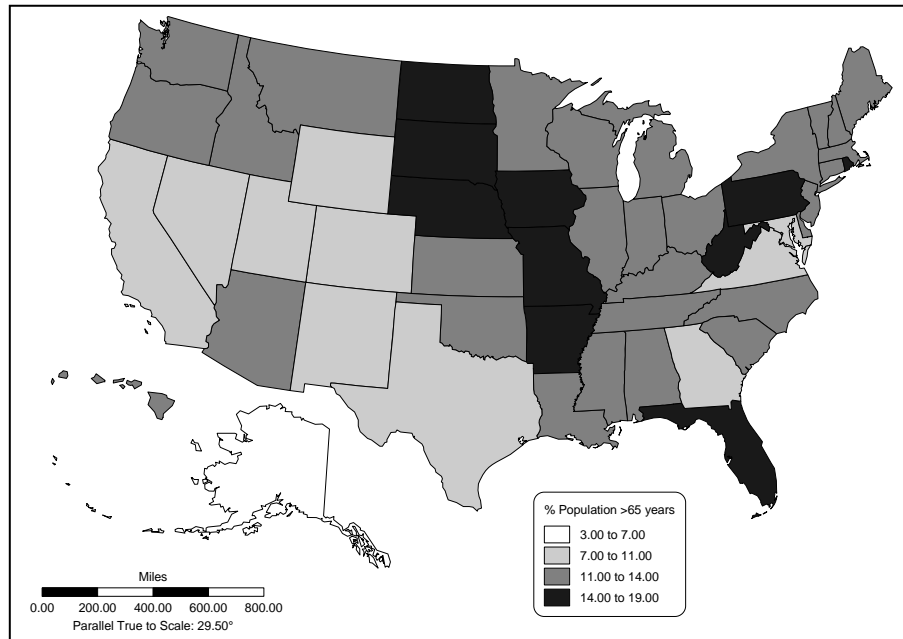 % Population >65 years
3.00 to 7.00
7.00 to 11.00
11.00 to 14.00
14.00 to 19.00
Miles
0.00 200.00 400.00 600.00 800.00
Parallel True to Scale: 29.50°